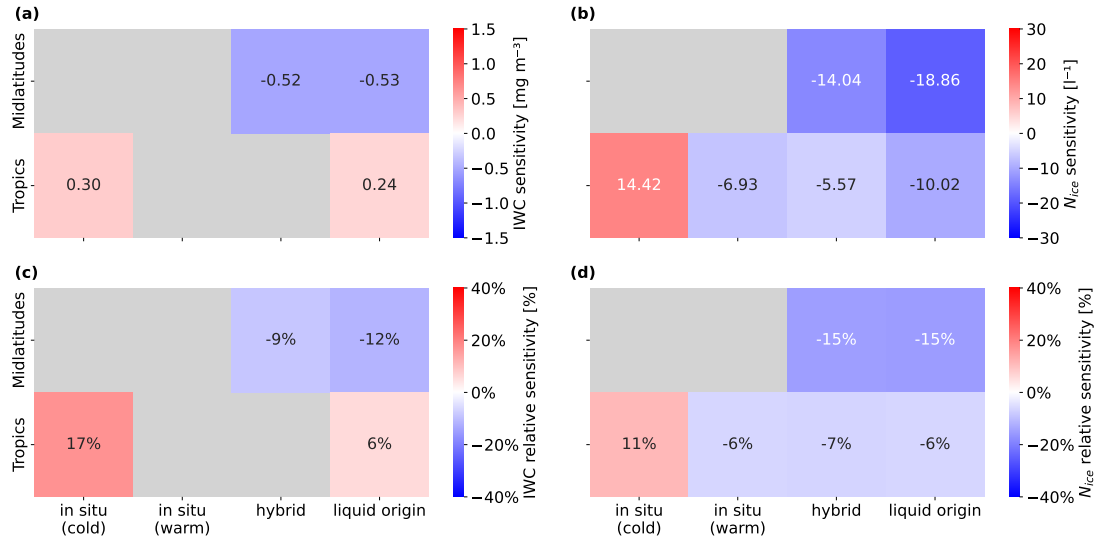 (a)
Midlatitudes
Tropics
-0.52
-0.53
0.30
0.24
1.5
1.0
0.5
0.0
−0.5
−1.0
−1.5
IWC sensitivity [mg m⁻³]
(b)
-14.04
-18.86
14.42
-6.93
-5.57
-10.02
30
20
10
0
−10
−20
−30
Nice sensitivity [l⁻¹]
(c)
Midlatitudes
Tropics
-9%
-12%
17%
6%
in situ
(cold)
in situ
(warm)
hybrid
liquid origin
40%
20%
0%
−20%
−40%
IWC relative sensitivity [%]
(d)
-15%
-15%
11%
-6%
-7%
-6%
in situ
(cold)
in situ
(warm)
hybrid
liquid origin
40%
20%
0%
−20%
−40%
Nice relative sensitivity [%]